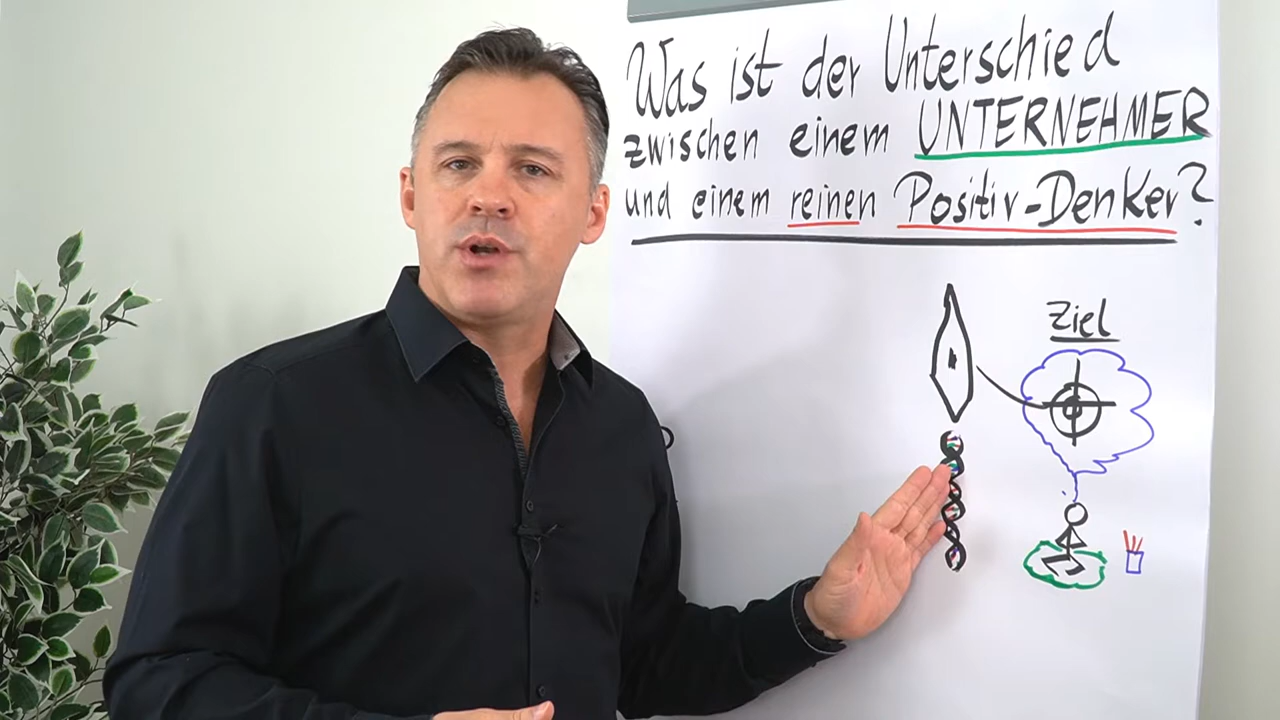 Was ist der Unterschied
zwischen einem UNTERNEHMER
und einem reinen Positiv-Denker?
Ziel